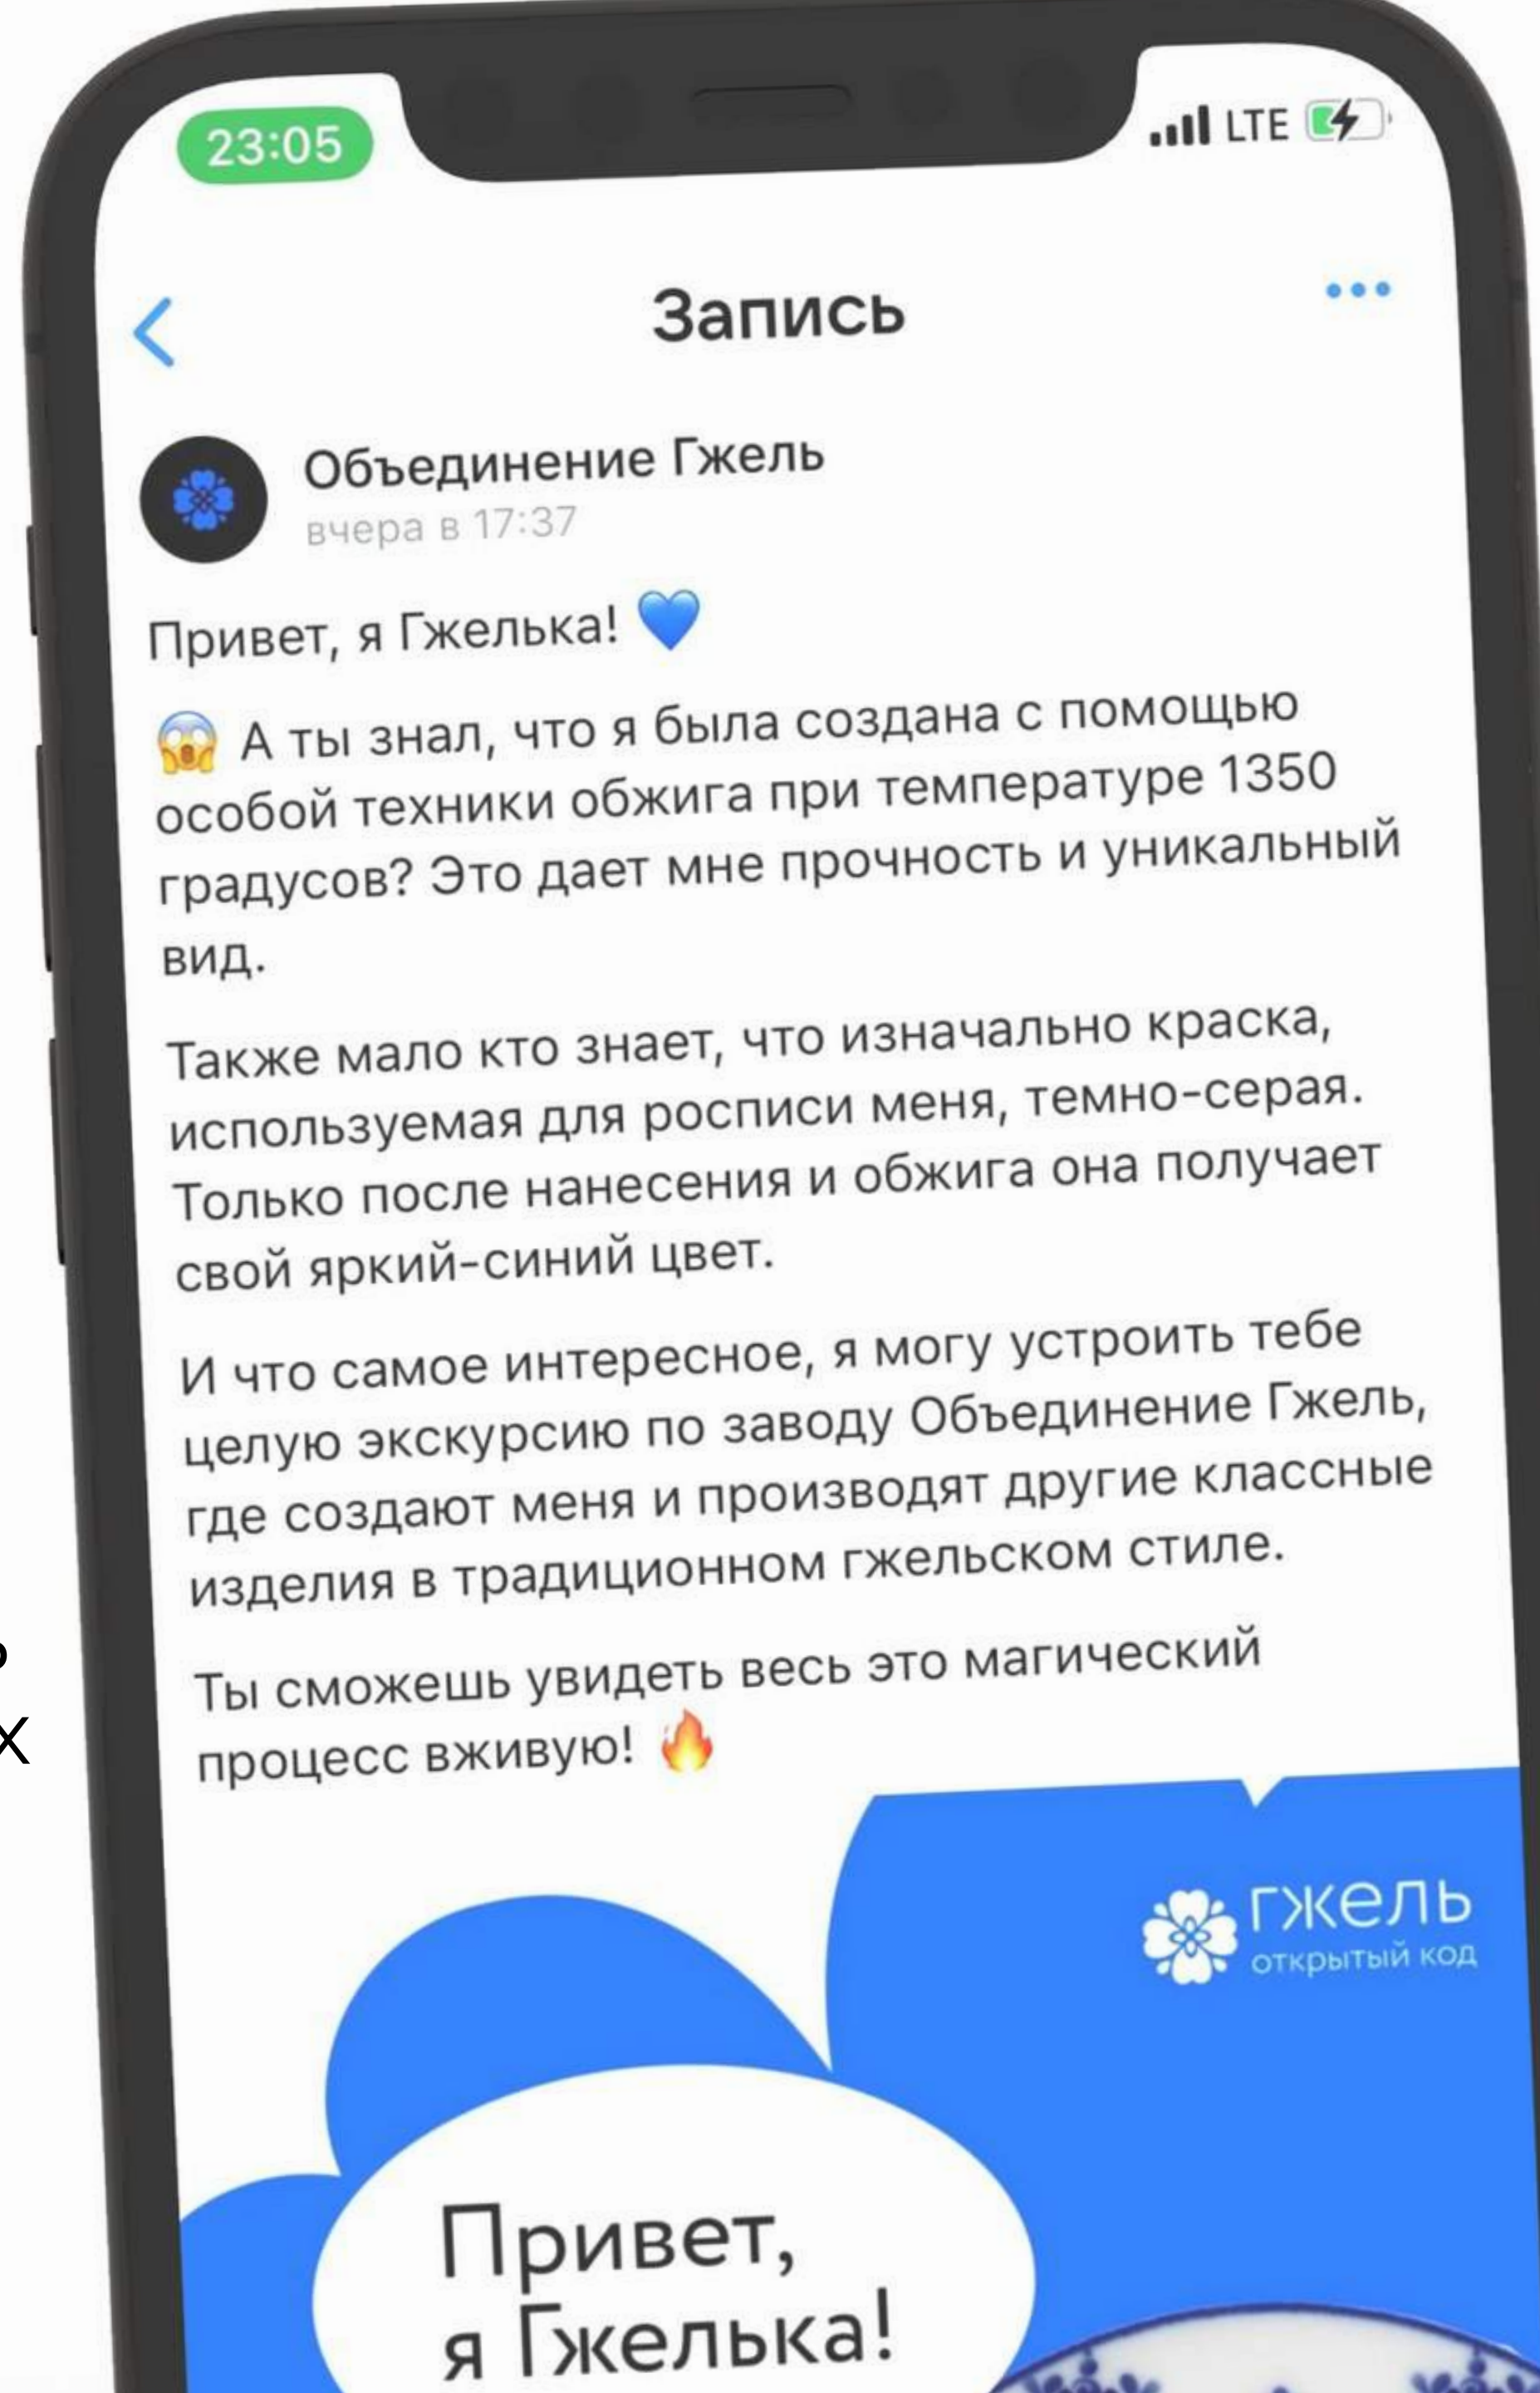 23:05
LTE
Запись
Объединение Гжель
вчера в 17:37
Привет, я Гжелька! 💙
😱 А ты знал, что я была создана с помощью
особой техники обжига при температуре 1350
градусов? Это дает мне прочность и уникальный
вид.
Также мало кто знает, что изначально краска,
используемая для росписи меня, темно-серая.
Только после нанесения и обжига она получает
свой яркий-синий цвет.
И что самое интересное, я могу устроить тебе
целую экскурсию по заводу Объединение Гжель,
где создают меня и производят другие классные
изделия в традиционном гжельском стиле.
Ты сможешь увидеть весь это магический
процесс вживую! 🔥
гжель
открытый код
Привет,
я Гжелька!